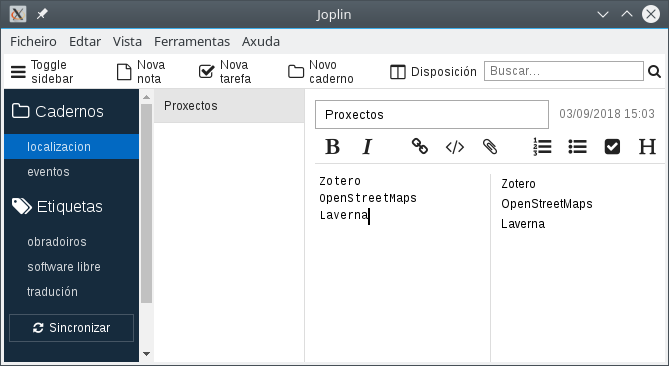 Joplin
Ficheiro Edtar Vista Ferramentas Axuda
Toggle sidebar
Nova nota
Nova tarefa
Novo caderno
Disposición
Buscar...
Cadernos
localizacion
eventos
Etiquetas
obradoiros
software libre
tradución
Sincronizar
Proxectos
Proxectos
03/09/2018 15:03
B I </> H
Zotero
OpenStreetMaps
Laverna
Zotero
OpenStreetMaps
Laverna